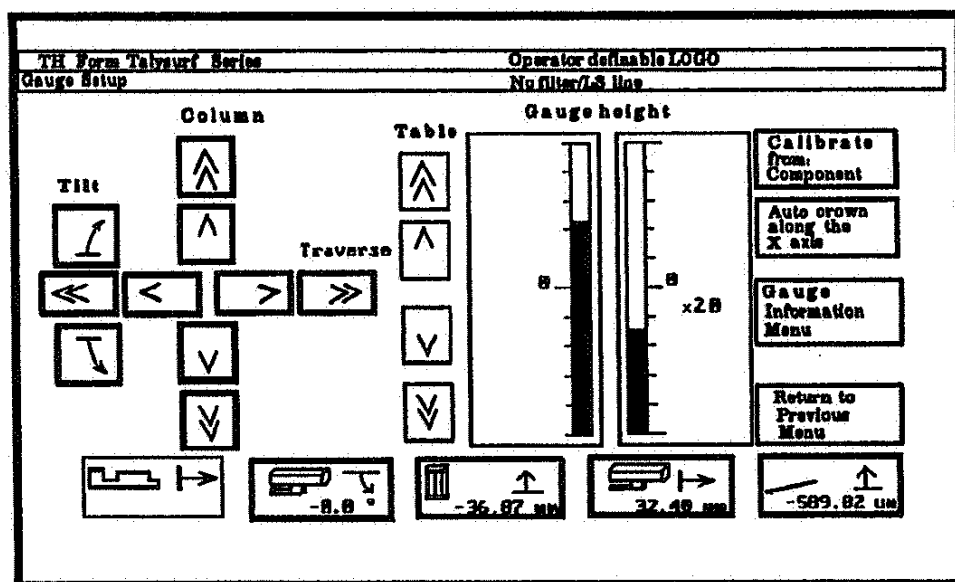 TH Form Talysurf Series
Operator definable LOGO
Gauge Setup
No filter/LS line
Column
Gauge height
Table
Tilt
Traverse
0
0
x20
Calibrate
from:
Component
Auto crown
along the
X axis
Gauge
Information
Menu
Return to
Previous
Menu
-0.0 °
-36.87 MM
32.40 mm
-589.82 UM